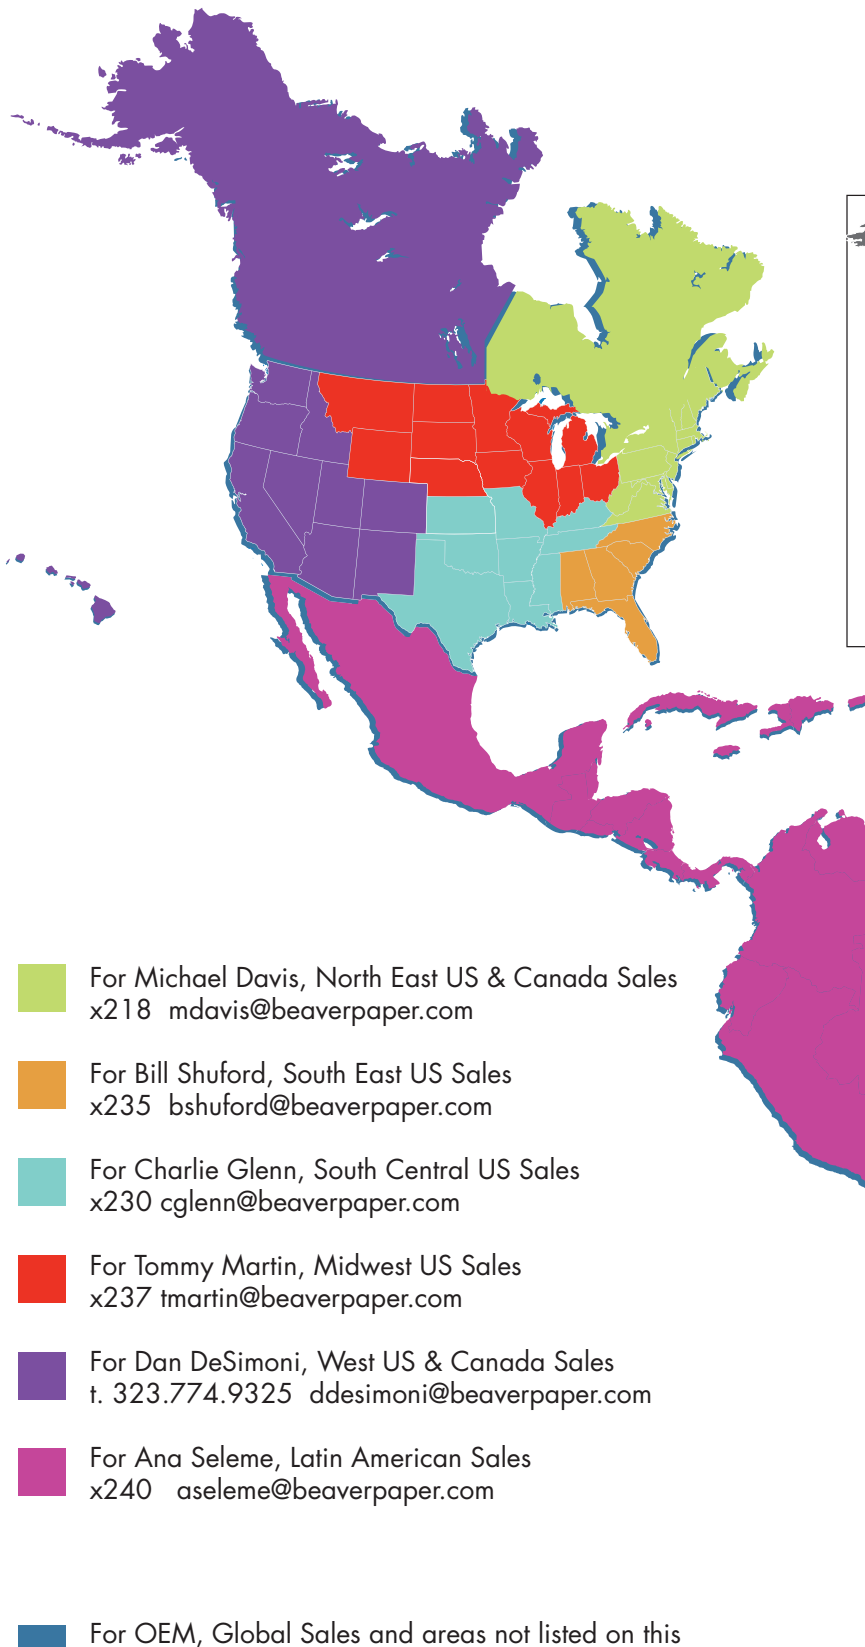 For Michael Davis, North East US & Canada Sales
x218 mdavis@beaverpaper.com
For Bill Shuford, South East US Sales
x235 bshuford@beaverpaper.com
For Charlie Glenn, South Central US Sales
x230 cglenn@beaverpaper.com
For Tommy Martin, Midwest US Sales
x237 tmartin@beaverpaper.com
For Dan DeSimoni, West US & Canada Sales
t. 323.774.9325 ddesimoni@beaverpaper.com
For Ana Seleme, Latin American Sales
x240 aseleme@beaverpaper.com
For OEM, Global Sales and areas not listed on this